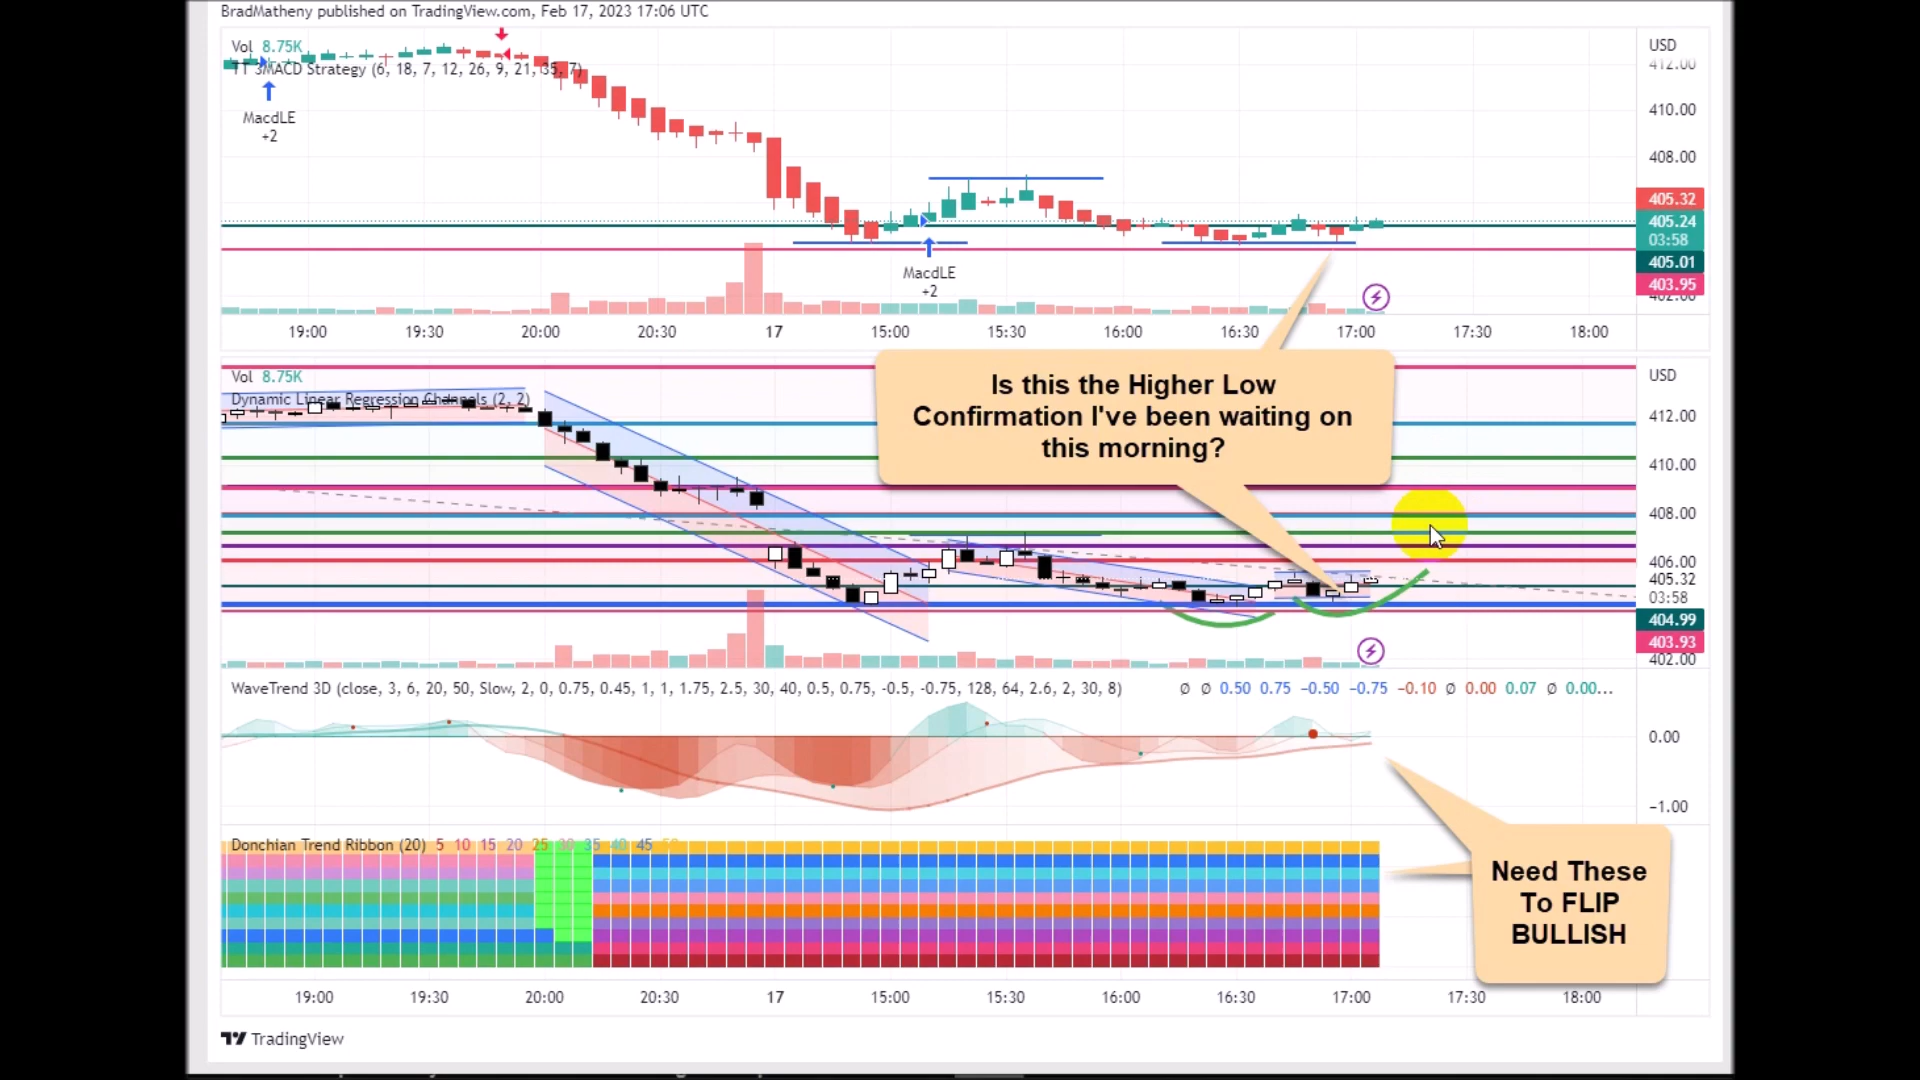 BradMatheny published on TradingView.com, Feb 17, 2023 17:06 UTC
Vol 8.75K
TT 3MACD Strategy (6, 18, 7, 12, 26, 9, 21, 35, 7)
MacdLE
+2
MacdLE
+2
USD
412.00
410.00
408.00
405.32
405.24
03:58
405.01
403.95
402.00
19:00 19:30 20:00 20:30 17 15:00 15:30 16:00 16:30 17:00 17:30 18:00
Is this the Higher Low
Confirmation I've been waiting on
this morning?
Vol 8.75K
Dynamic Linear Regression Channels (2, 2)
USD
412.00
410.00
408.00
406.00
405.32
03:58
404.99
403.93
402.00
WaveTrend 3D (close, 3, 6, 20, 50, Slow, 2, 0, 0.75, 0.45, 1, 1, 1.75, 2.5, 30, 40, 0.5, 0.75, -0.5, -0.75, 128, 64, 2.6, 2, 30, 8) Ø Ø 0.50 0.75 −0.50 −0.75 −0.10 Ø 0.00 0.07 Ø 0.00...
0.00
−1.00
Donchian Trend Ribbon (20) 5 10 15 20 25 30 35 40 45 50
Need These
To FLIP
BULLISH
19:00 19:30 20:00 20:30 17 15:00 15:30 16:00 16:30 17:00 17:30 18:00
TradingView